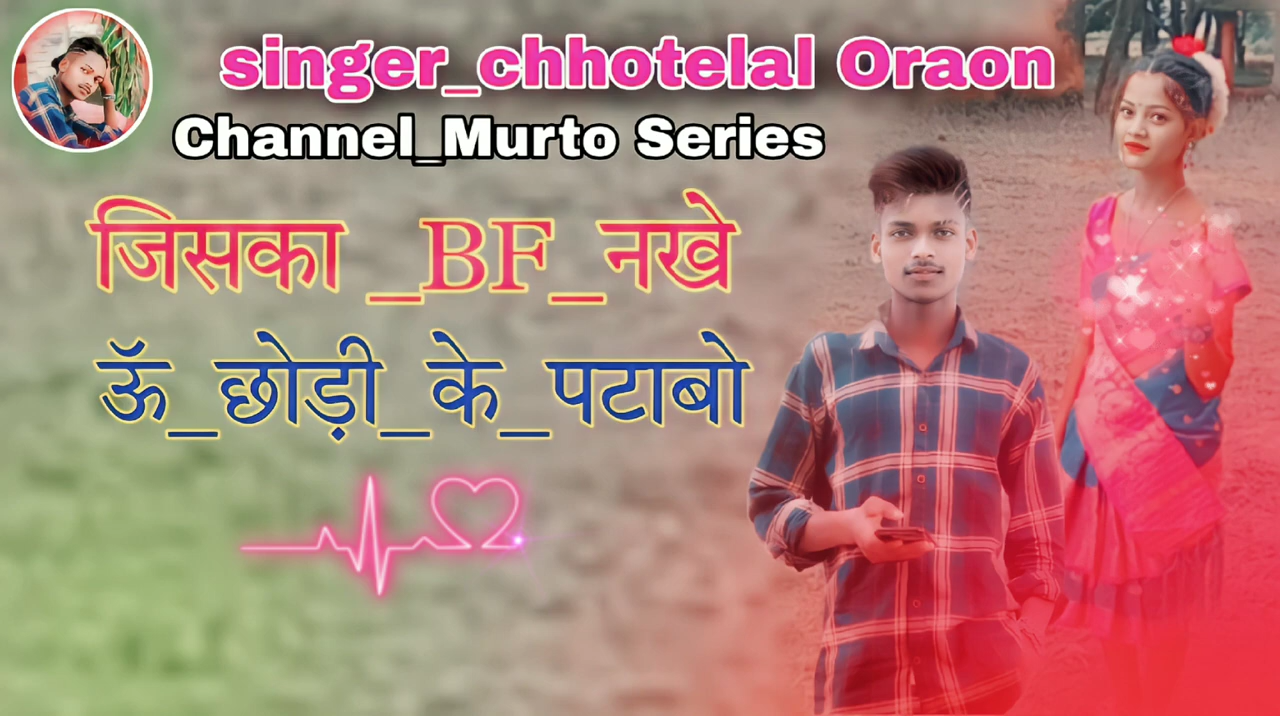 singer_chhotelal Oraon
Channel_Murto Series
जिसका _BF_नखे
ऊॅ_छोड़ी_के_पटाबो